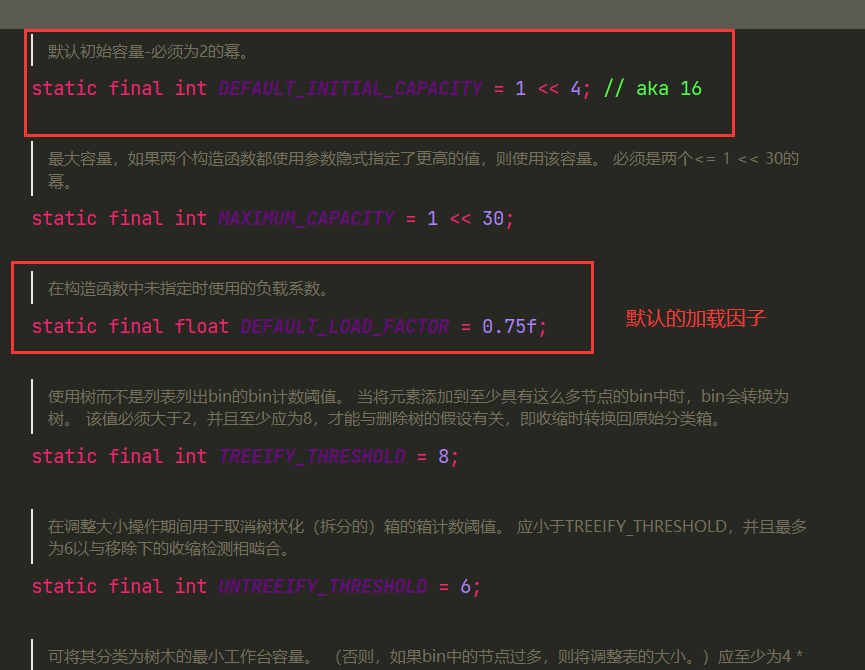 默认初始容量-必须为2的幂。
static final int DEFAULT_INITIAL_CAPACITY = 1 << 4; // aka 16
最大容量，如果两个构造函数都使用参数隐式指定了更高的值，则使用该容量。 必须是两个<= 1 << 30的
幂。
static final int MAXIMUM_CAPACITY = 1 << 30;
在构造函数中未指定时使用的负载系数。
static final float DEFAULT_LOAD_FACTOR = 0.75f;
默认的加载因子
使用树而不是列表列出bin的bin计数阈值。 当将元素添加到至少具有这么多节点的bin中时，bin会转换为
树。 该值必须大于2，并且至少应为8，才能与删除树的假设有关，即收缩时转换回原始分类箱。
static final int TREEIFY_THRESHOLD = 8;
在调整大小操作期间用于取消树状化（拆分的）箱的箱计数阈值。 应小于TREEIFY_THRESHOLD，并且最多
为6以与移除下的收缩检测相啮合。
static final int UNTREEIFY_THRESHOLD = 6;
可将其分类为树木的最小工作台容量。 （否则，如果bin中的节点过多，则将调整表的大小。）应至少为4 *